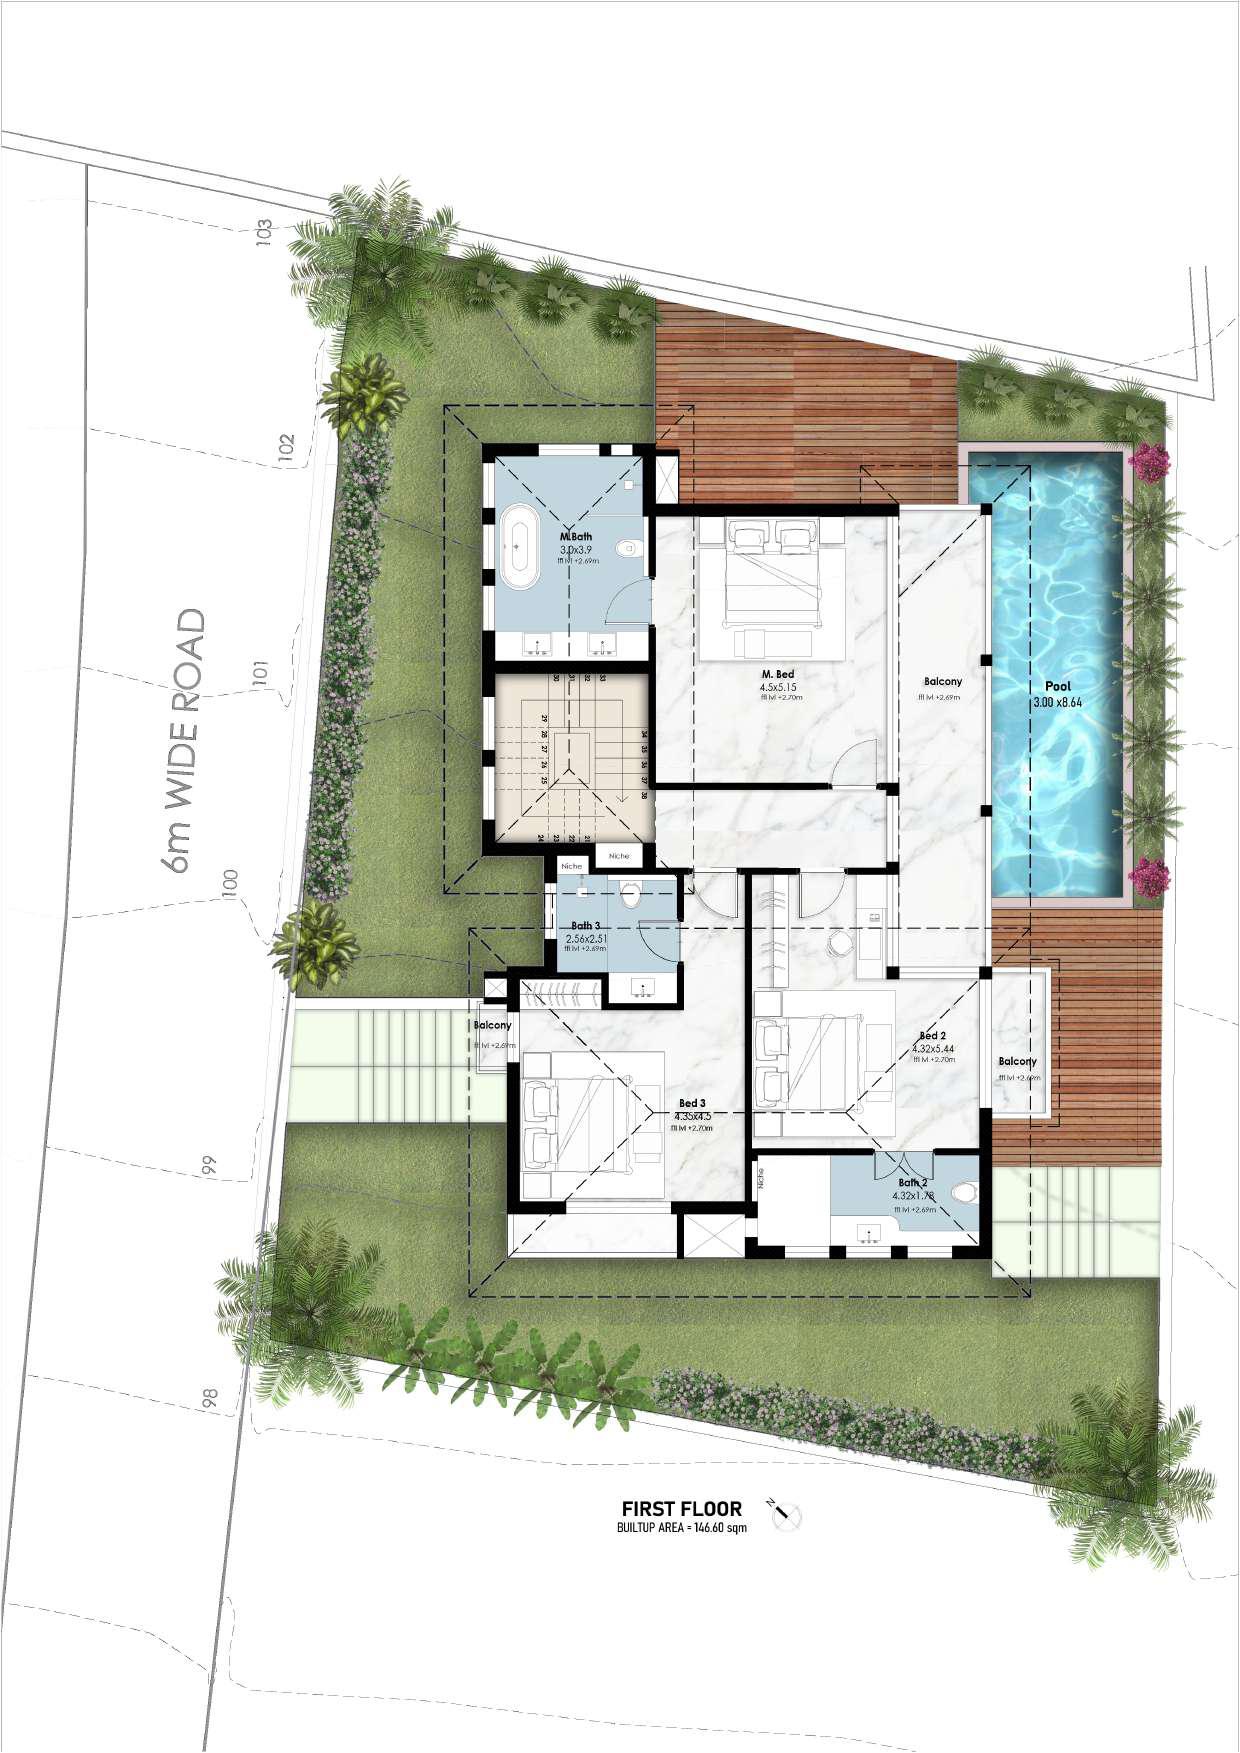 6m WIDE ROAD
98
99
100
101
102
103
FIRST FLOOR
BUILTUP AREA = 146.60 sqm
N
Balcony
ffl lvl +2.69m
Bath 3
2.56x2.51
ffl lvl +2.69m
Niche
Niche
24
23
22
21
25
26
27
28
29
30
31
32
33
38
37
36
35
34
M.Bath
3.0x3.9
ffl lvl +2.69m
Bed 3
4.35x4.5
ffl lvl +2.70m
Niche
M. Bed
4.5x5.15
ffl lvl +2.70m
Bath 2
4.32x1.78
ffl lvl +2.69m
Bed 2
4.32x5.44
ffl lvl +2.70m
Balcony
ffl lvl +2.69m
Balcony
ffl lvl +2.69m
Pool
3.00 x8.64